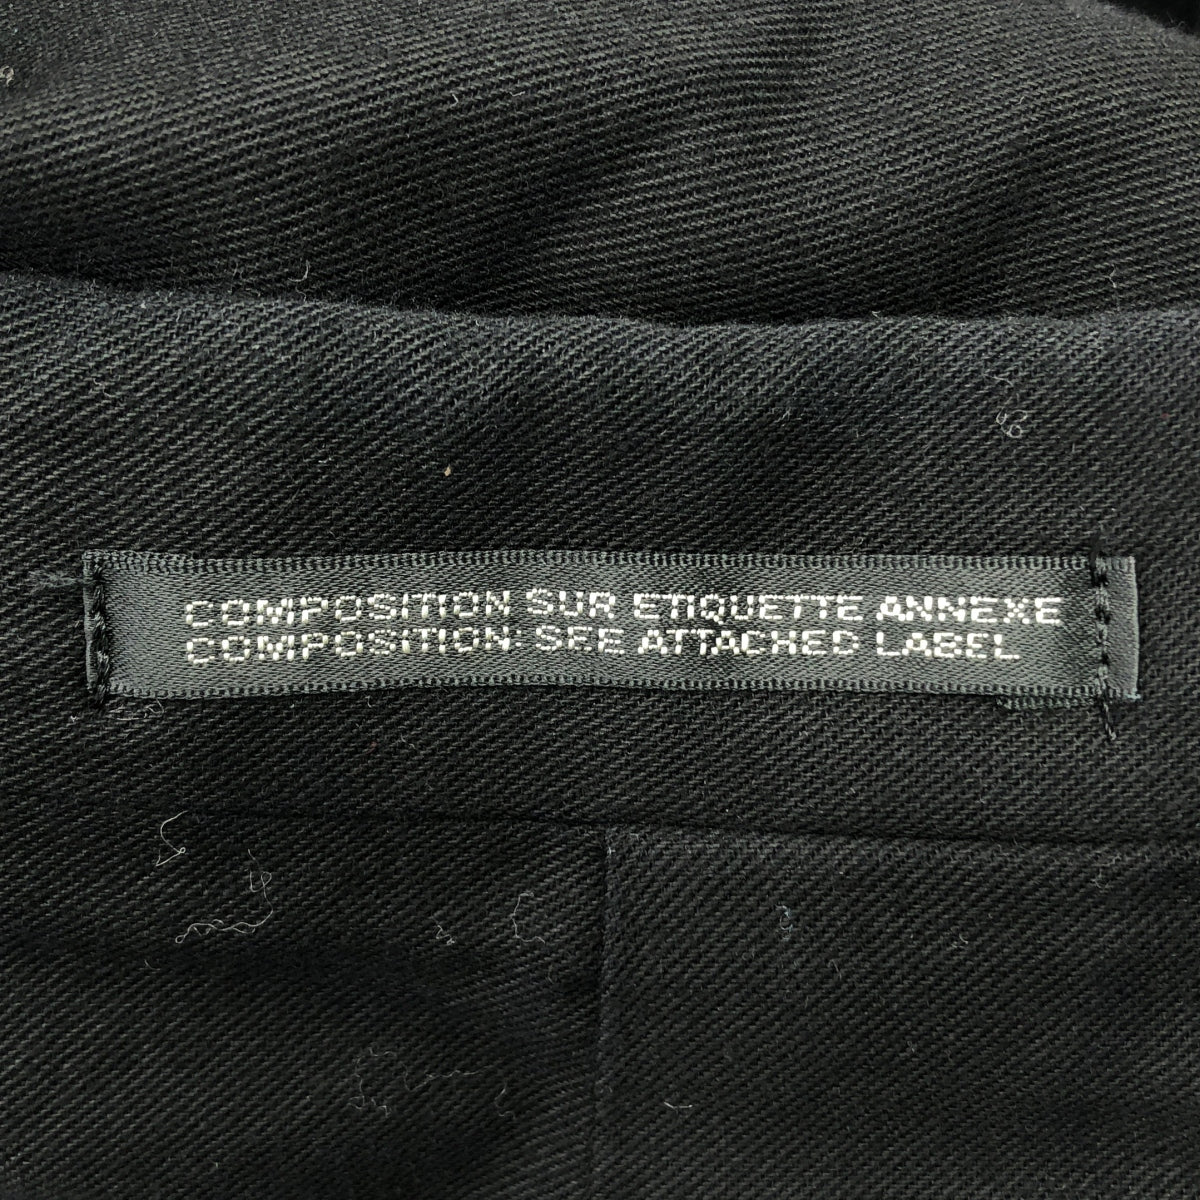 COMPOSITION SUR ETIQUETTE ANNEXE
COMPOSITION: SEE ATTACHED LABEL